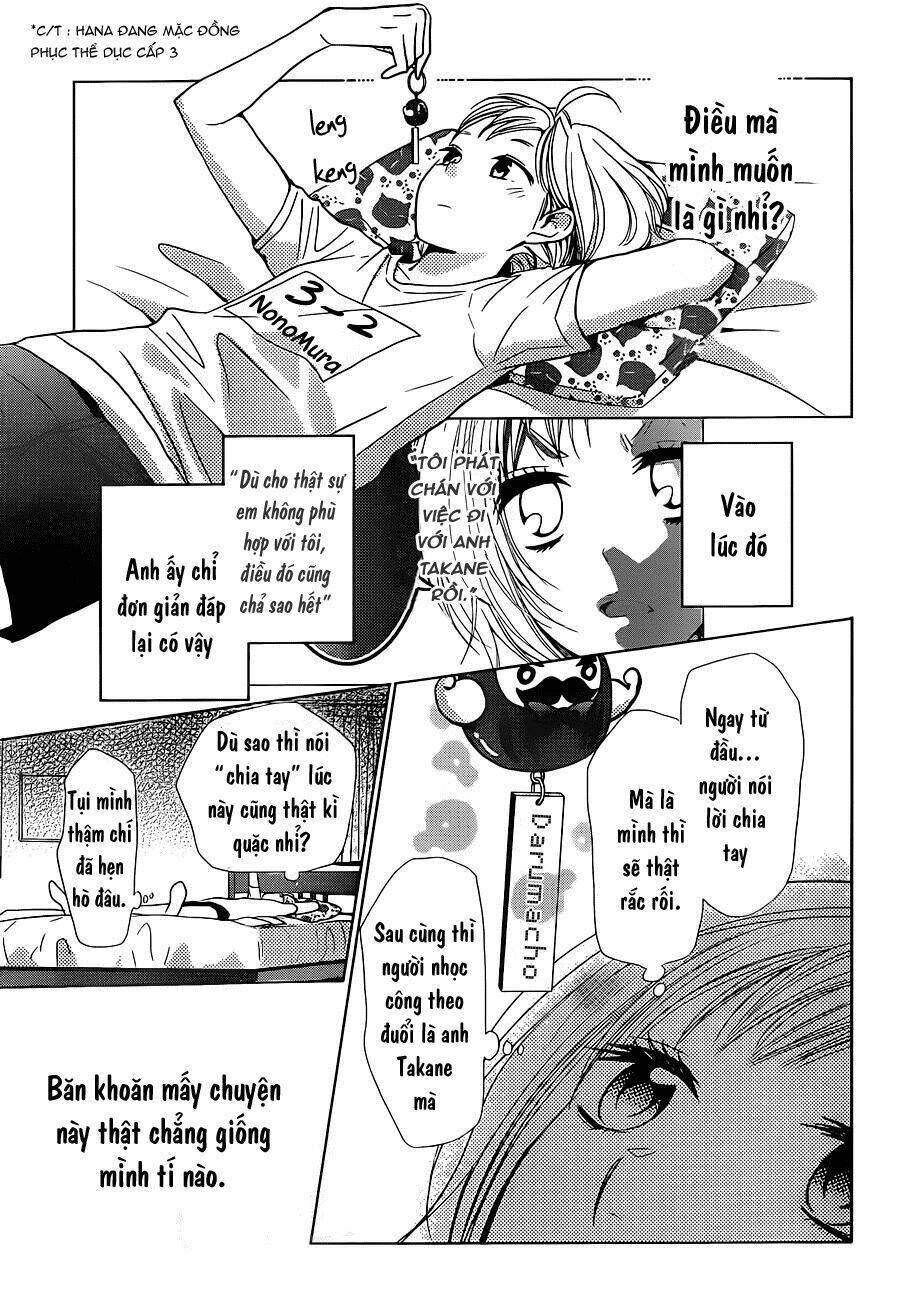 *C/T : HANA ĐANG MẶC ĐỒNG
PHỤC THỂ DỤC CẤP 3
Điều mà
mình muốn
là gì nhỉ?
leng
keng
3-2
NonoMura
Vào
lúc đó
"TÔI PHÁT
CHÁN VỚI
VIỆC ĐI
VỚI ANH
TAKANE
RỒI."
"Dù cho thật sự
em không phù
hợp với tôi,
điều đó cũng
chả sao hết"
Anh ấy chỉ
đơn giản đáp
lại có vậy
Ngay từ
đầu...
người nói
lời chia
tay
Mà là
mình thì
sẽ thật
rắc rối.
Darumacho
Sau cùng thì
người nhọc
công theo
đuổi là anh
Takane
mà
Dù sao thì nói
"chia tay" lúc
này cũng thật kì
quặc nhỉ?
Tụi mình
thậm chí
đã hẹn
hò đâu.
Băn khoăn mấy chuyện
này thật chẳng giống
mình tí nào.